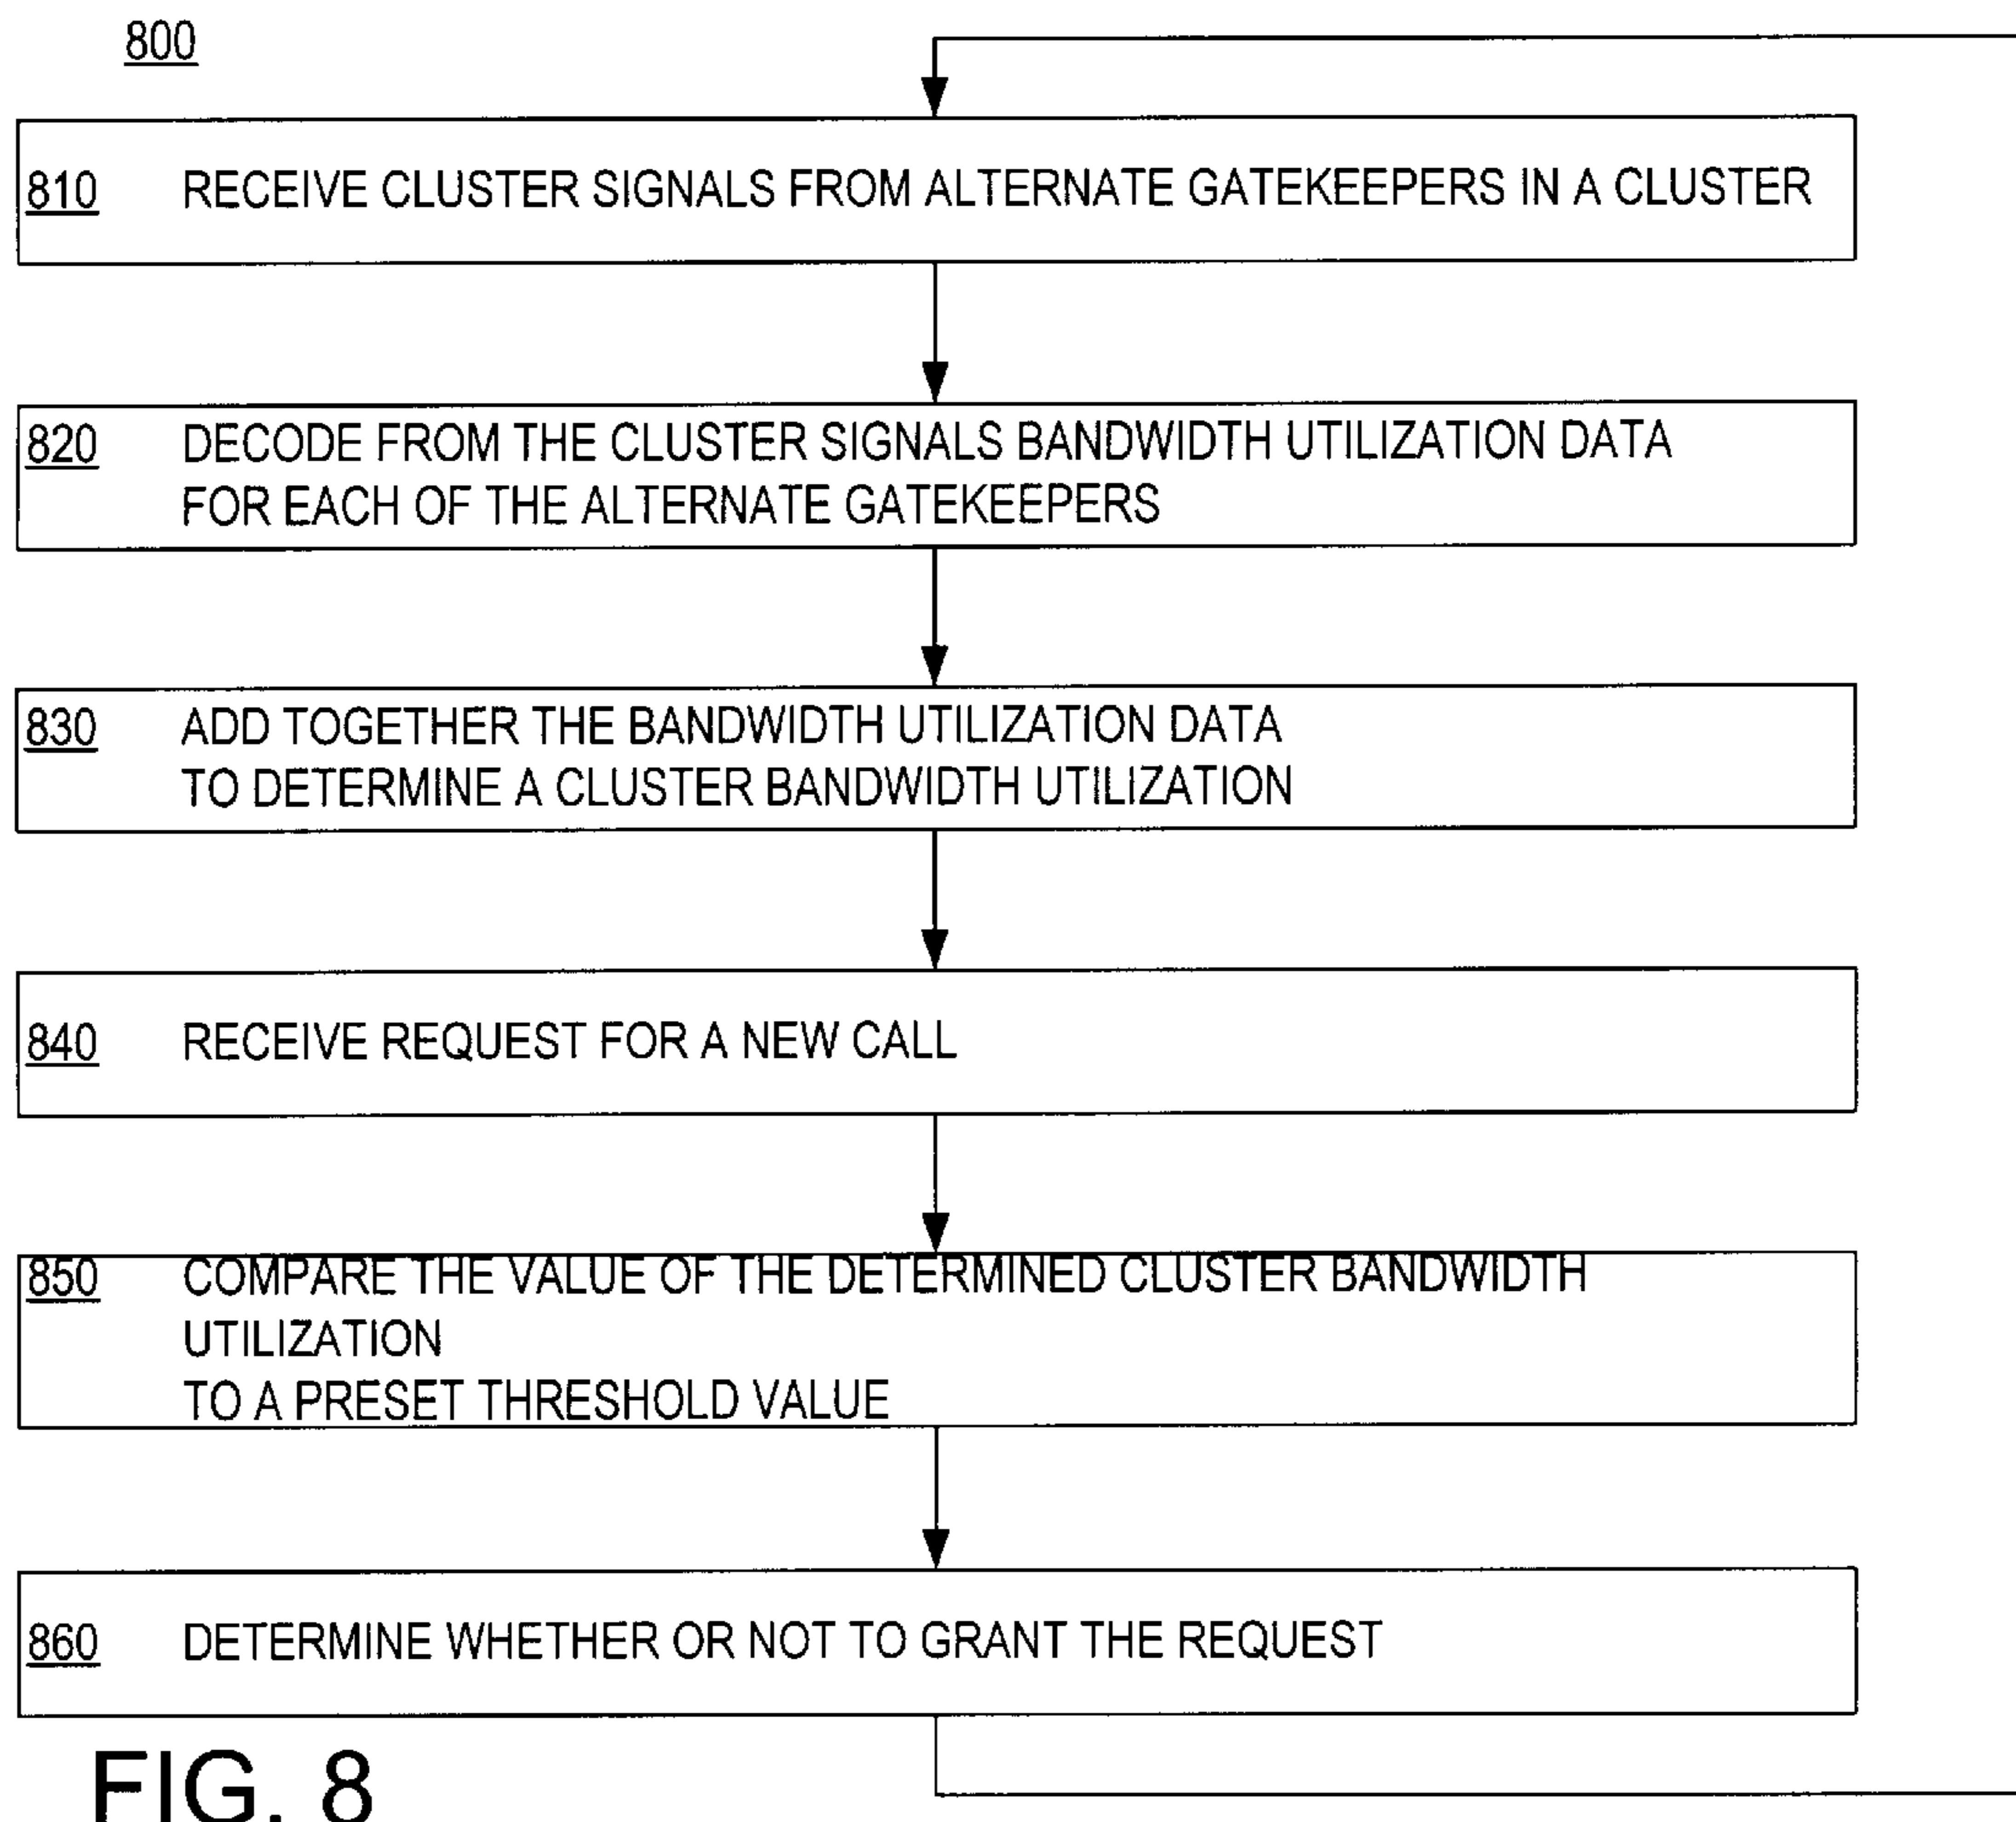 800
810 RECEIVE CLUSTER SIGNALS FROM ALTERNATE GATEKEEPERS IN A CLUSTER
820 DECODE FROM THE CLUSTER SIGNALS BANDWIDTH UTILIZATION DATA
FOR EACH OF THE ALTERNATE GATEKEEPERS
830 ADD TOGETHER THE BANDWIDTH UTILIZATION DATA
TO DETERMINE A CLUSTER BANDWIDTH UTILIZATION
840 RECEIVE REQUEST FOR A NEW CALL
850 COMPARE THE VALUE OF THE DETERMINED CLUSTER BANDWIDTH
UTILIZATION
TO A PRESET THRESHOLD VALUE
860 DETERMINE WHETHER OR NOT TO GRANT THE REQUEST
FIG. 8